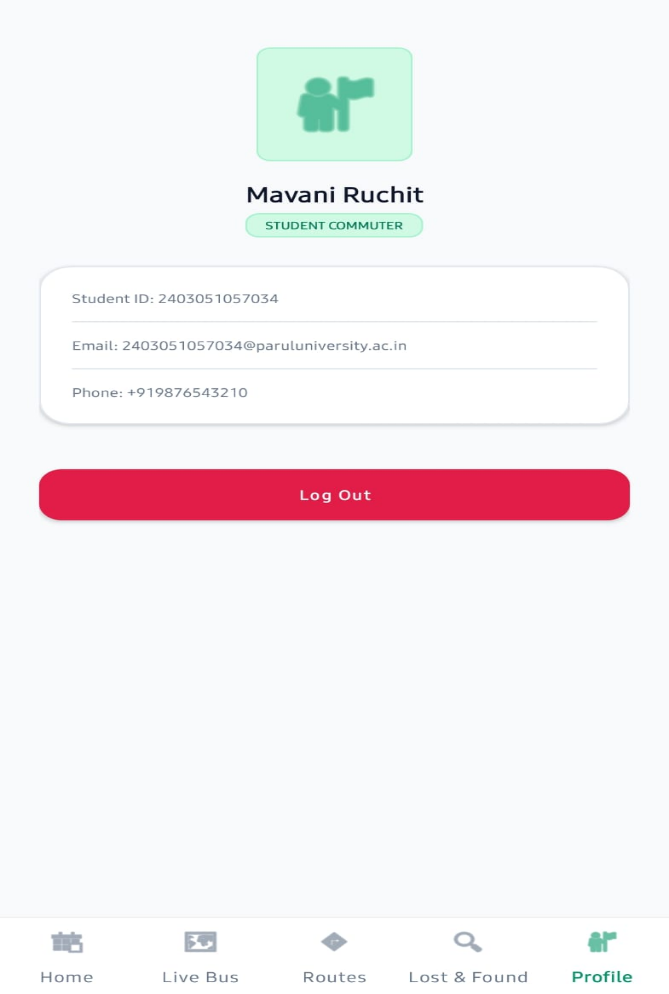 Mavani Ruchit
STUDENT COMMUTER
Student ID: 2403051057034
Email: 2403051057034@paruluniversity.ac.in
Phone: +919876543210
Log Out
Home
Live Bus
Routes
Lost & Found
Profile